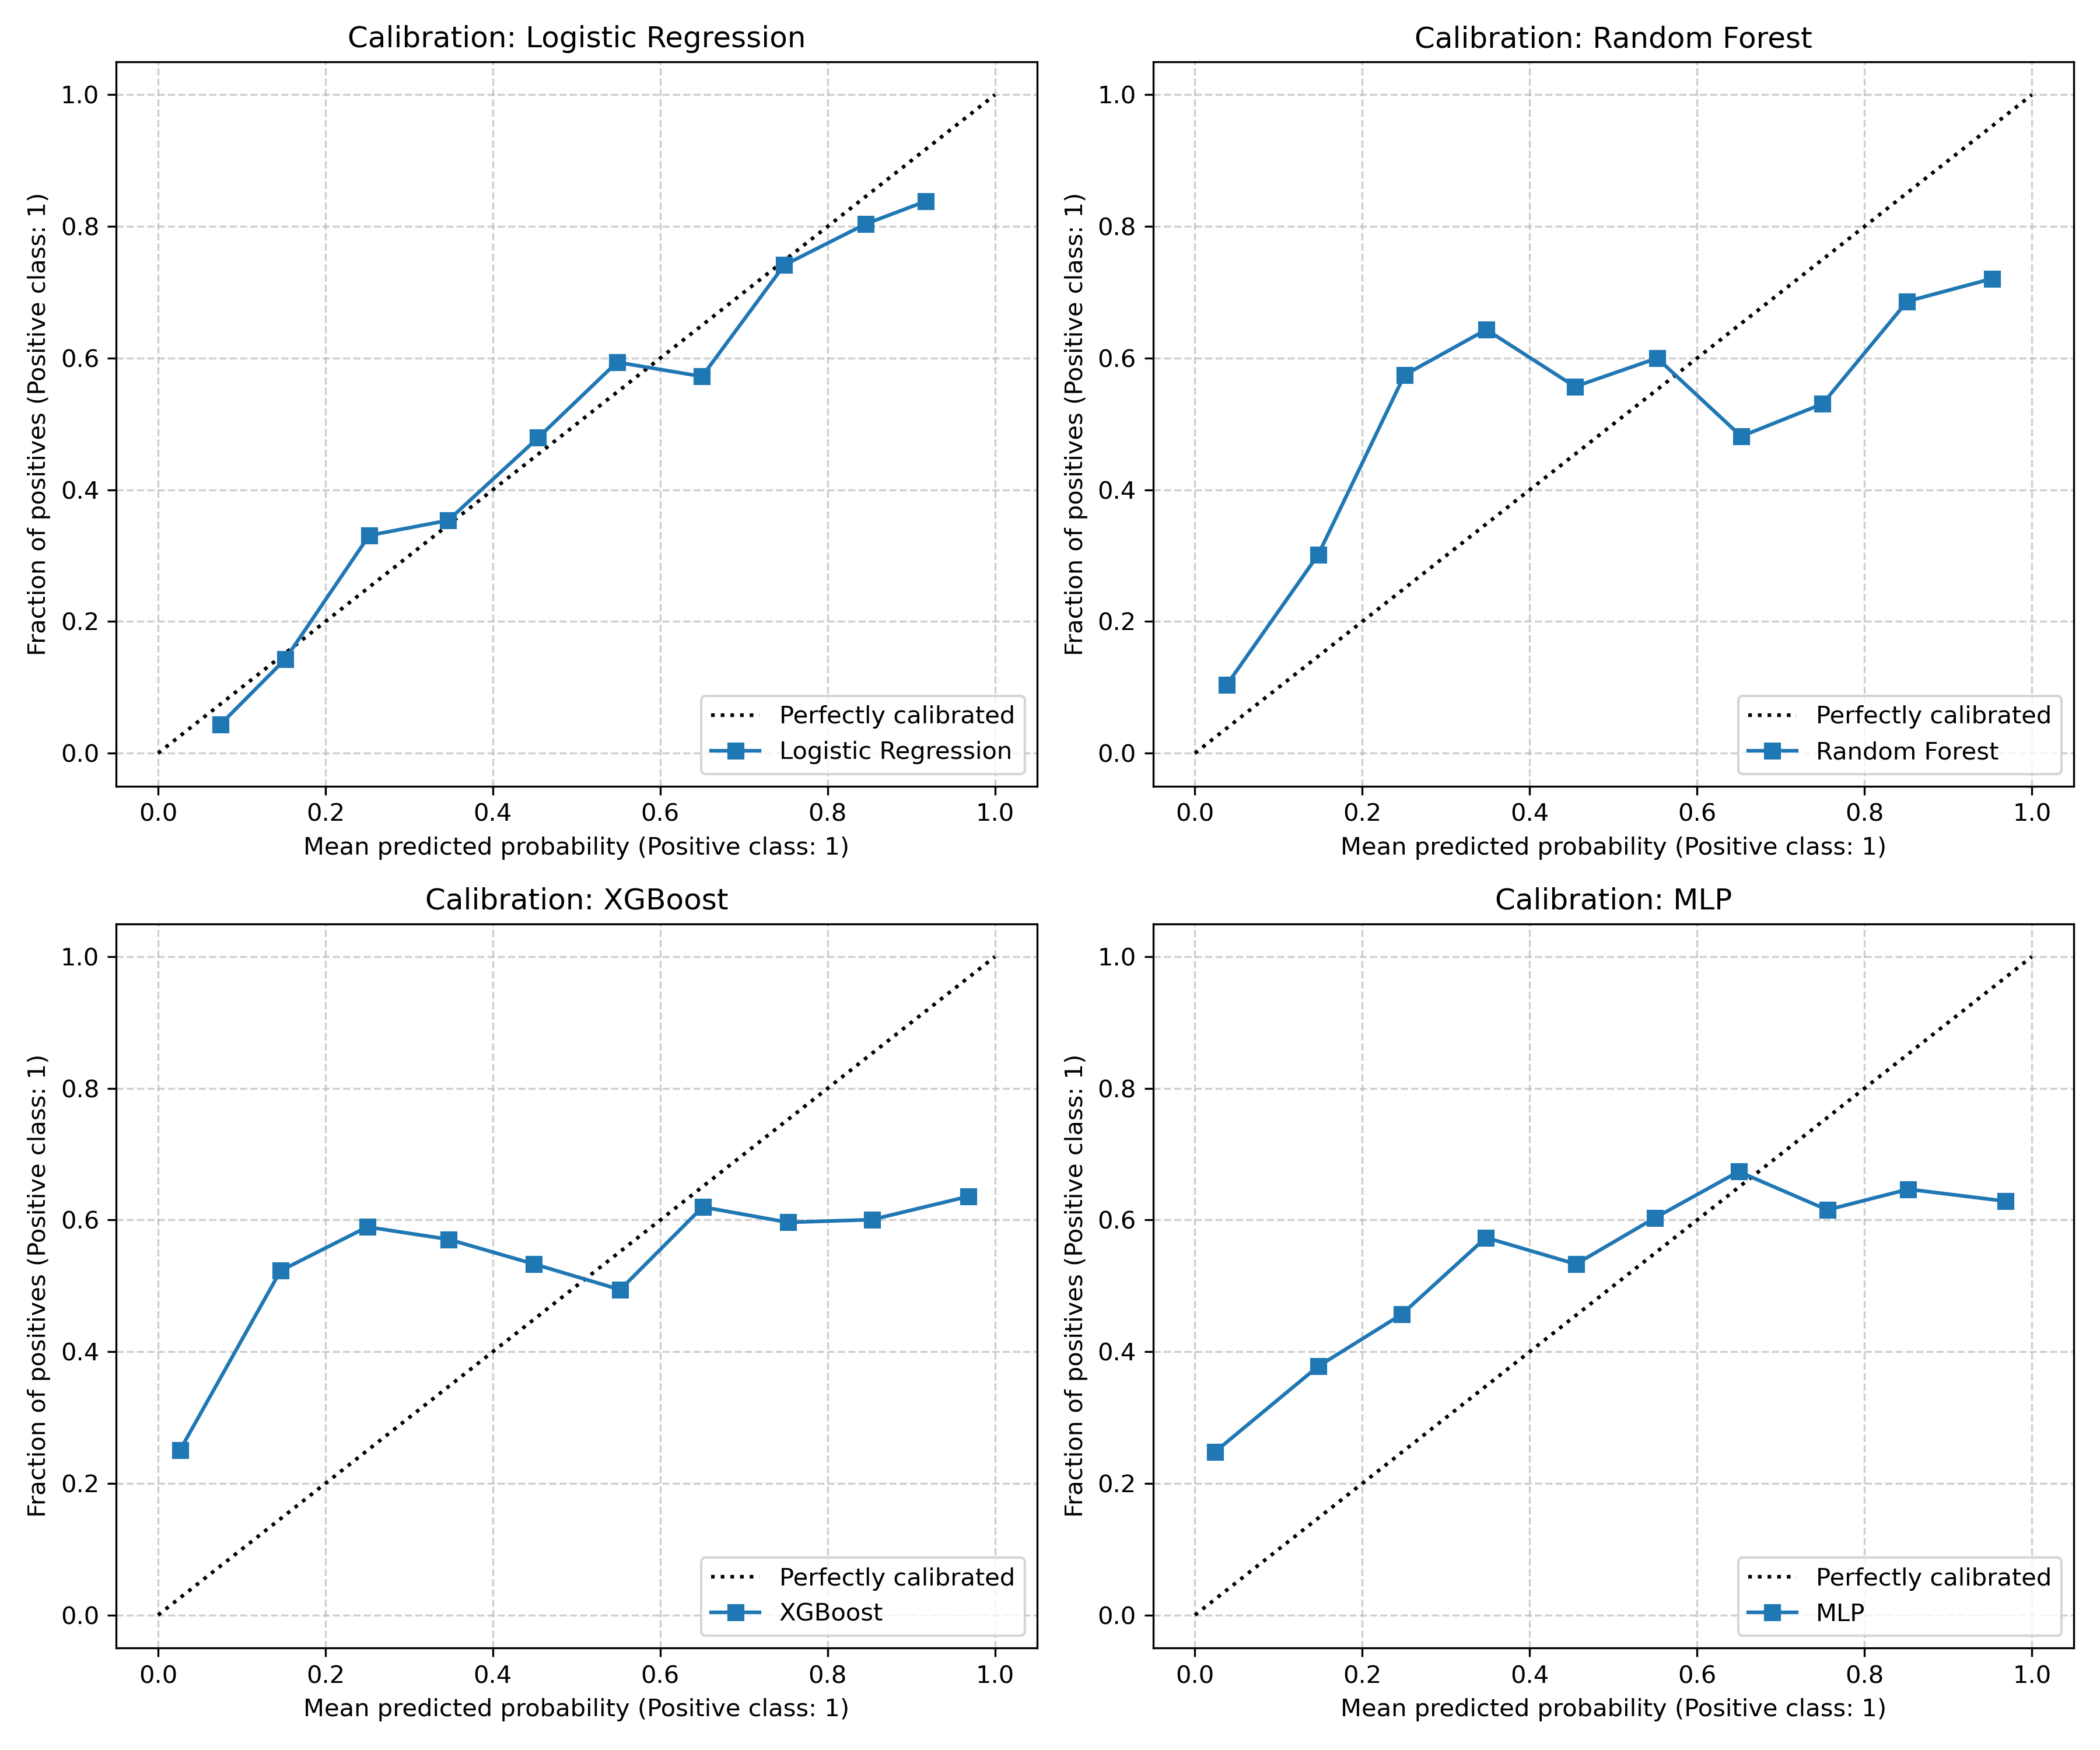 Calibration: Logistic Regression
Fraction of positives (Positive class: 1)
1.0
0.8
0.6
0.4
0.2
0.0
Perfectly calibrated
Logistic Regression
0.0 0.2 0.4 0.6 0.8 1.0
Mean predicted probability (Positive class: 1)
Calibration: Random Forest
Fraction of positives (Positive class: 1)
1.0
0.8
0.6
0.4
0.2
0.0
Perfectly calibrated
Random Forest
0.0 0.2 0.4 0.6 0.8 1.0
Mean predicted probability (Positive class: 1)
Calibration: XGBoost
Fraction of positives (Positive class: 1)
1.0
0.8
0.6
0.4
0.2
0.0
Perfectly calibrated
XGBoost
0.0 0.2 0.4 0.6 0.8 1.0
Mean predicted probability (Positive class: 1)
Calibration: MLP
Fraction of positives (Positive class: 1)
1.0
0.8
0.6
0.4
0.2
0.0
Perfectly calibrated
MLP
0.0 0.2 0.4 0.6 0.8 1.0
Mean predicted probability (Positive class: 1)